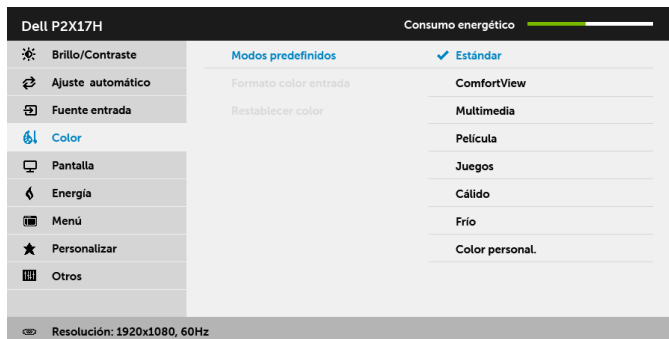 Dell P2X17H Consumo energético
Brillo/Contraste Modos predefinidos Estándar
Ajuste automático Formato color entrada ComfortView
Fuente entrada Restablecer color Multimedia
Color Película
Pantalla Juegos
Energía Cálido
Menú Frío
Personalizar Color personal.
Otros
Resolución: 1920x1080, 60Hz